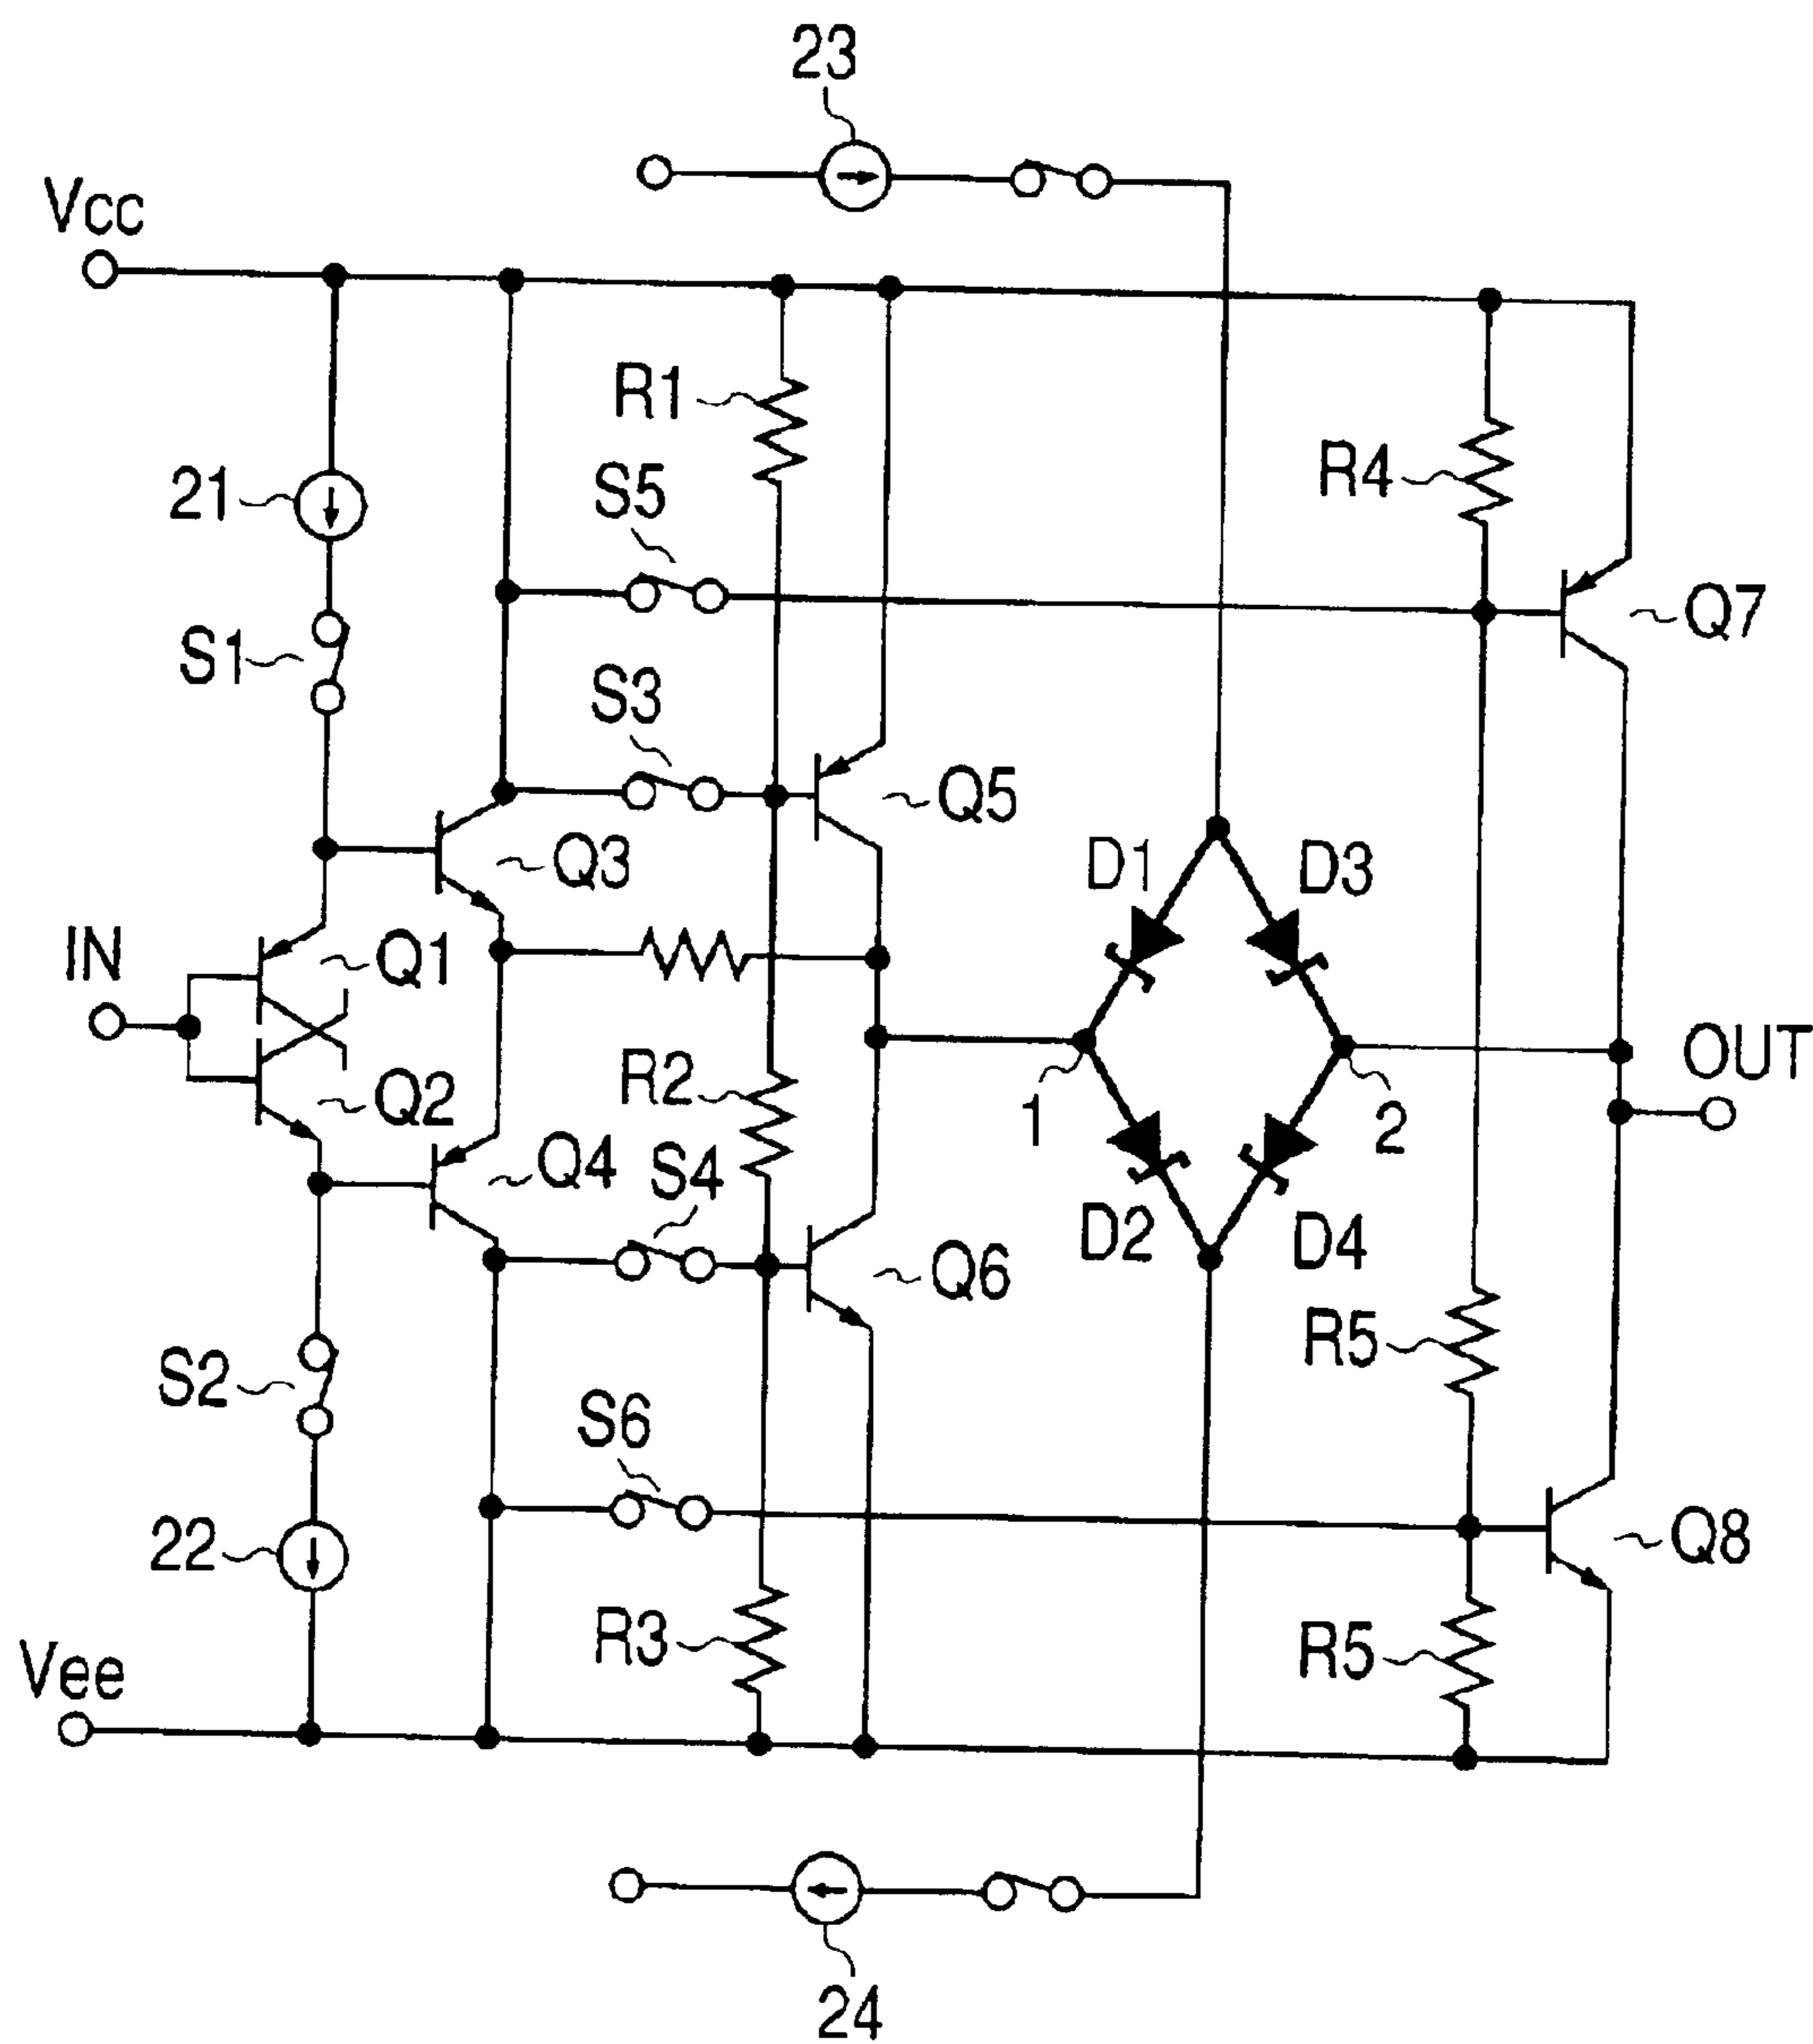 23
Vcc
R1
R4
21
S5
Q7
S1
S3
Q5
Q3
D1
D3
IN
Q1
OUT
R2
Q2
1
2
Q4
S4
D2
D4
Q6
R5
S2
S6
22
Q8
R3
R5
Vee
24